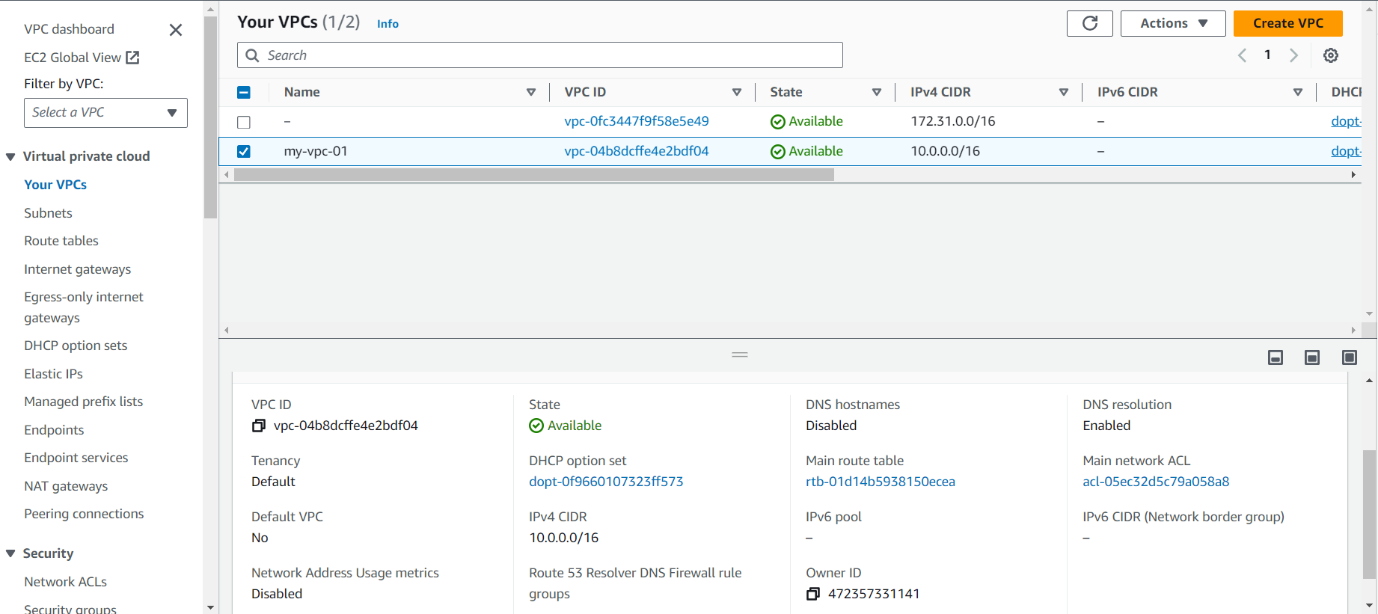 VPC dashboard
EC2 Global View
Filter by VPC:
Select a VPC
Virtual private cloud
Your VPCs
Subnets
Route tables
Internet gateways
Egress-only internet
gateways
DHCP option sets
Elastic IPs
Managed prefix lists
Endpoints
Endpoint services
NAT gateways
Peering connections
Security
Network ACLs
Security groups
Your VPCs (1/2) Info
Actions
Create VPC
Search
1
Name VPC ID State IPv4 CIDR IPv6 CIDR DHCI
– vpc-0fc3447f9f58e5e49 Available 172.31.0.0/16 – dopt-
my-vpc-01 vpc-04b8dcffe4e2bdf04 Available 10.0.0.0/16 – dopt-
VPC ID State DNS hostnames DNS resolution
vpc-04b8dcffe4e2bdf04 Available Disabled Enabled
Tenancy DHCP option set Main route table Main network ACL
Default dopt-0f9660107323ff573 rtb-01d14b5938150ecea acl-05ec32d5c79a058a8
Default VPC IPv4 CIDR IPv6 pool IPv6 CIDR (Network border group)
No 10.0.0.0/16 – –
Network Address Usage metrics Route 53 Resolver DNS Firewall rule Owner ID
Disabled groups 472357331141